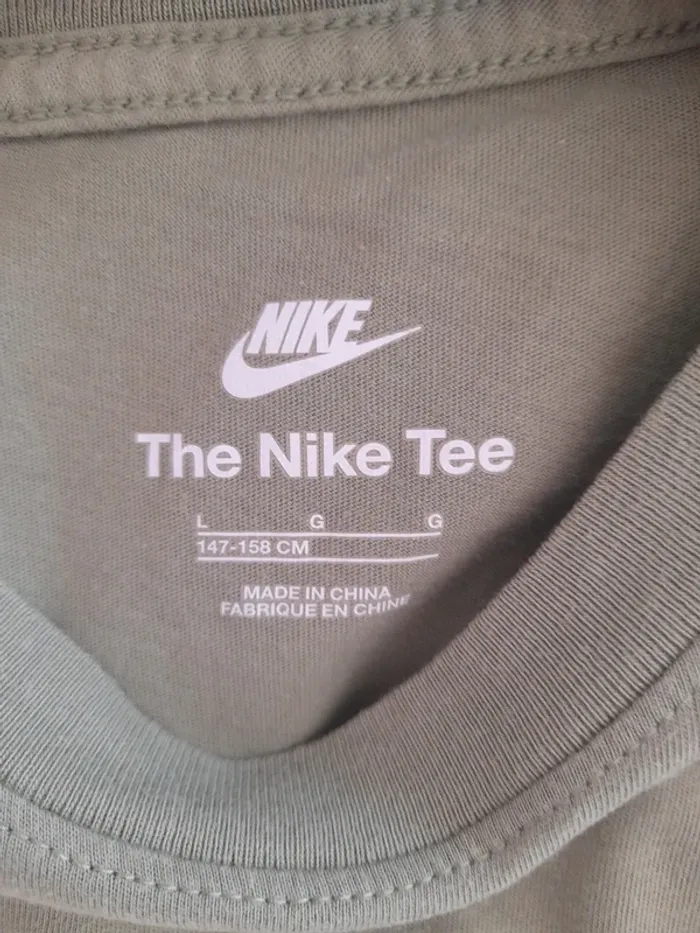 NIKE
The Nike Tee
L G G
147-158 CM
MADE IN CHINA
FABRIQUE EN CHINE